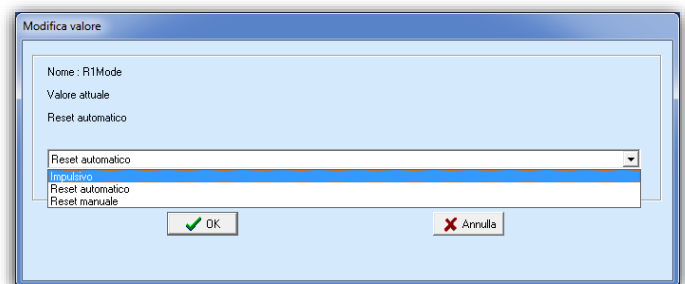 Modifica valore
Nome : R1Mode
Valore attuale
Reset automatico
Reset automatico
Impulsivo
Reset automatico
Reset manuale
OK
Annulla